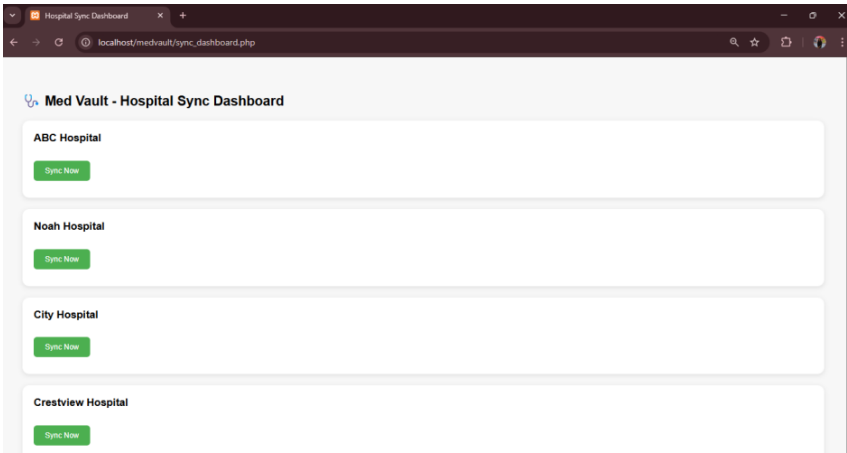 Hospital Sync Dashboard
localhost/medvault/sync_dashboard.php
Med Vault - Hospital Sync Dashboard
ABC Hospital
Sync Now
Noah Hospital
Sync Now
City Hospital
Sync Now
Crestview Hospital
Sync Now